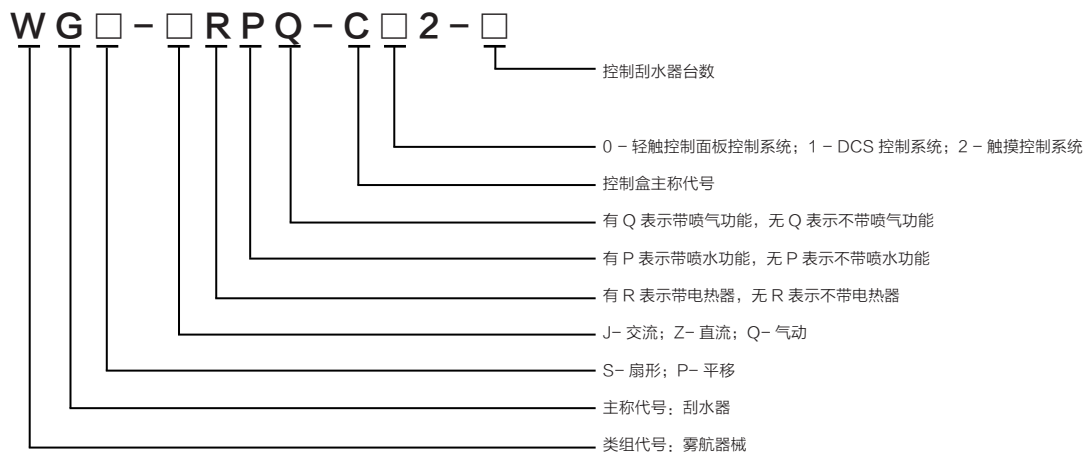 WG□-□RPQ-C□2-□
控制刮水器台数
0-轻触控制面板控制系统；1-DCS 控制系统；2-触摸控制系统
控制盒主称代号
有 Q 表示带喷气功能，无 Q 表示不带喷气功能
有 P 表示带喷水功能，无 P 表示不带喷水功能
有 R 表示带电热器，无 R 表示不带电热器
J-交流；Z-直流；Q-气动
S-扇形；P-平移
主称代号：刮水器
类组代号：雾航器械